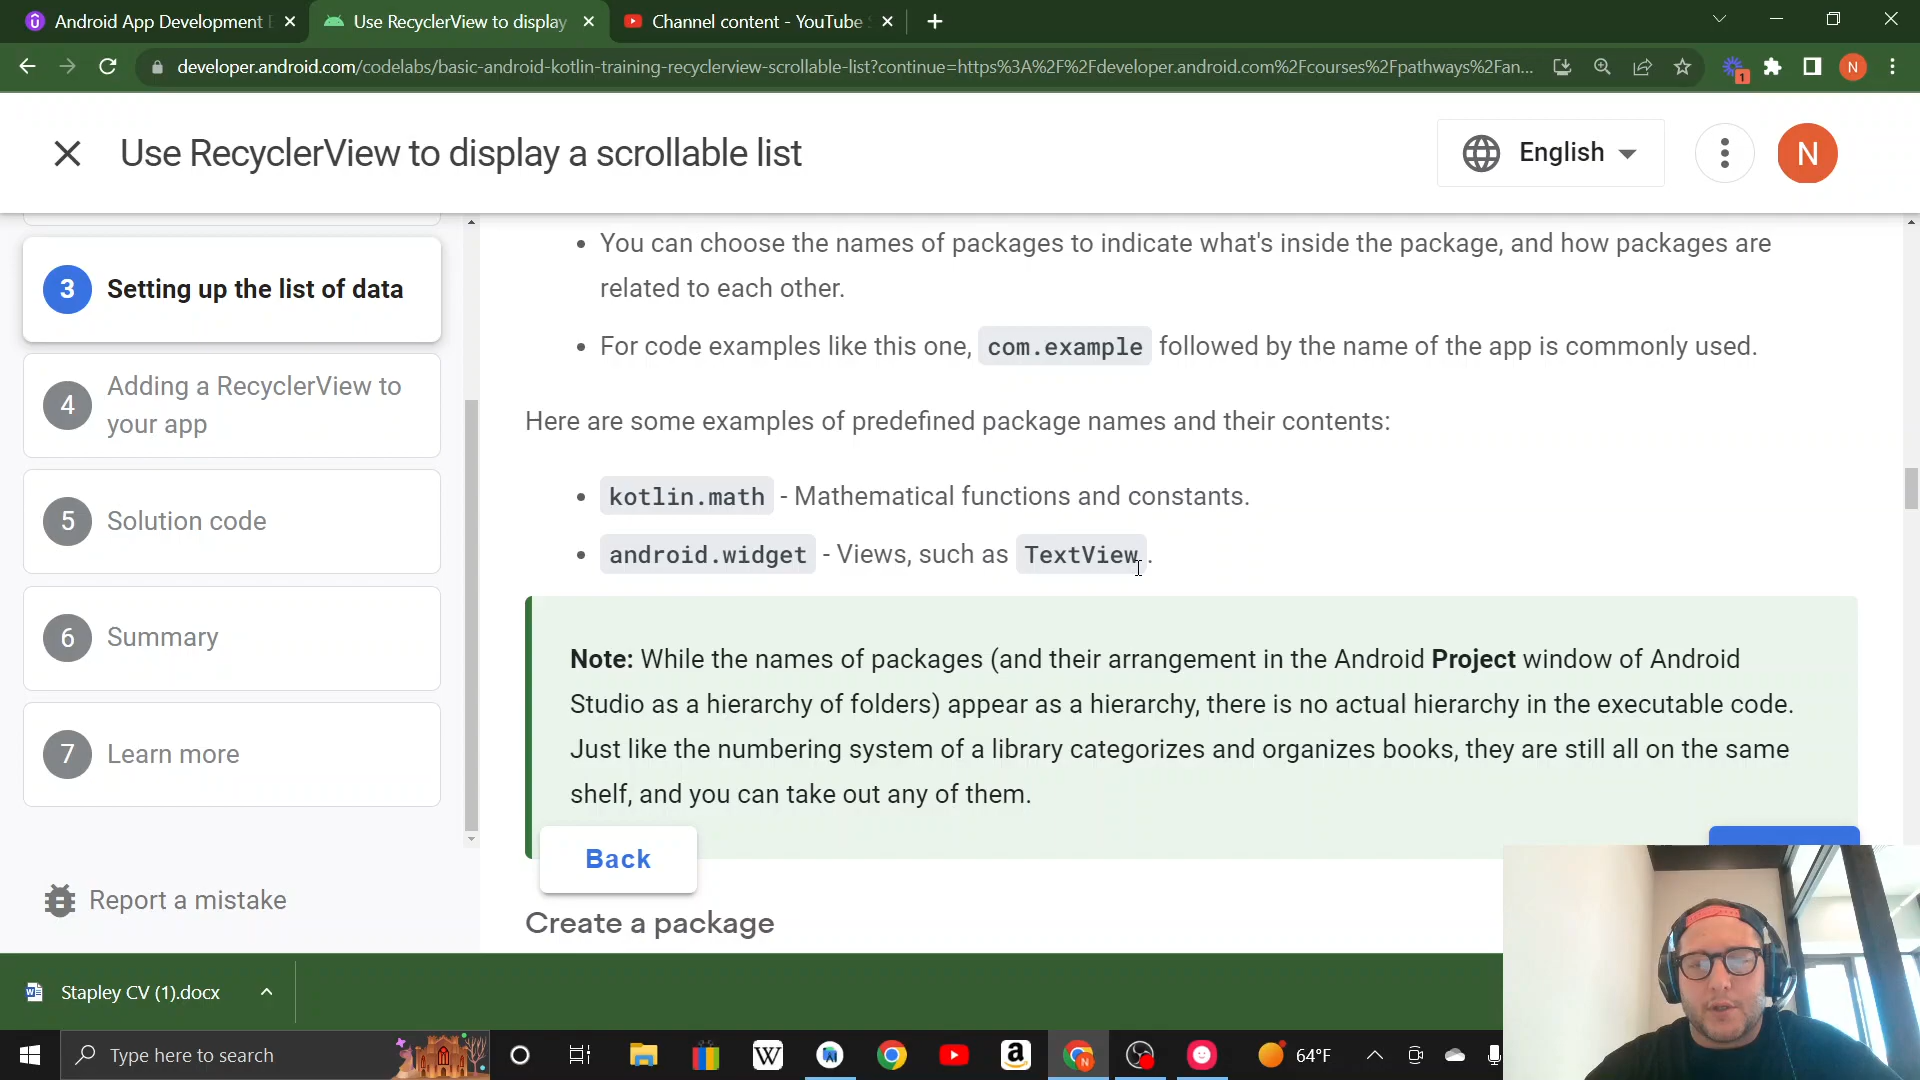 Android App Development
Use RecyclerView to display
Channel content - YouTube
developer.android.com/codelabs/basic-android-kotlin-training-recyclerview-scrollable-list?continue=https%3A%2F%2Fdeveloper.android.com%2Fcourses%2Fpathways%2Fan...
1
N
Use RecyclerView to display a scrollable list
English
N
3 Setting up the list of data
4 Adding a RecyclerView to
your app
5 Solution code
6 Summary
7 Learn more
Report a mistake
• You can choose the names of packages to indicate what's inside the package, and how packages are
related to each other.
• For code examples like this one, com.example followed by the name of the app is commonly used.
Here are some examples of predefined package names and their contents:
• kotlin.math - Mathematical functions and constants.
• android.widget - Views, such as TextView.
Note: While the names of packages (and their arrangement in the Android Project window of Android
Studio as a hierarchy of folders) appear as a hierarchy, there is no actual hierarchy in the executable code.
Just like the numbering system of a library categorizes and organizes books, they are still all on the same
shelf, and you can take out any of them.
Back
Create a package
Stapley CV (1).docx
Type here to search
W
a
N
64°F